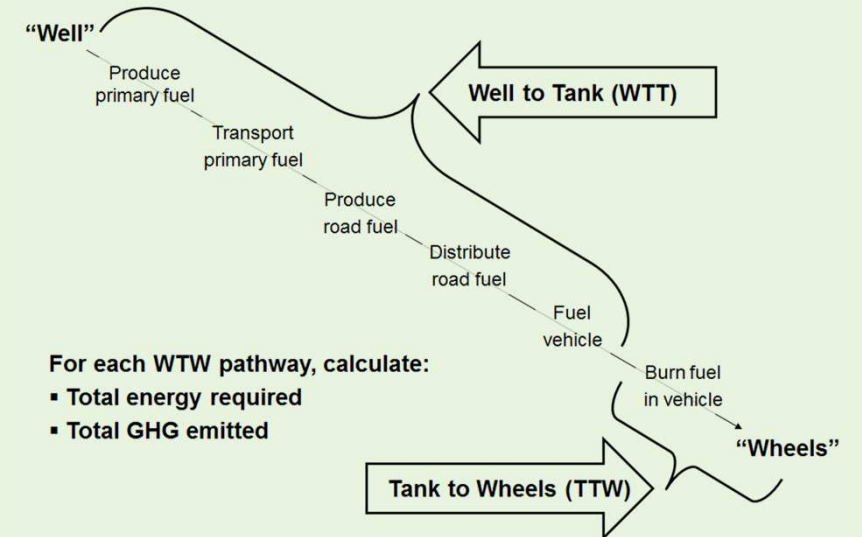 “Well”
Produce
primary fuel
Well to Tank (WTT)
Transport
primary fuel
Produce
road fuel
Distribute
road fuel
Fuel
vehicle
For each WTW pathway, calculate:
▪ Total energy required
▪ Total GHG emitted
Burn fuel
in vehicle
“Wheels”
Tank to Wheels (TTW)